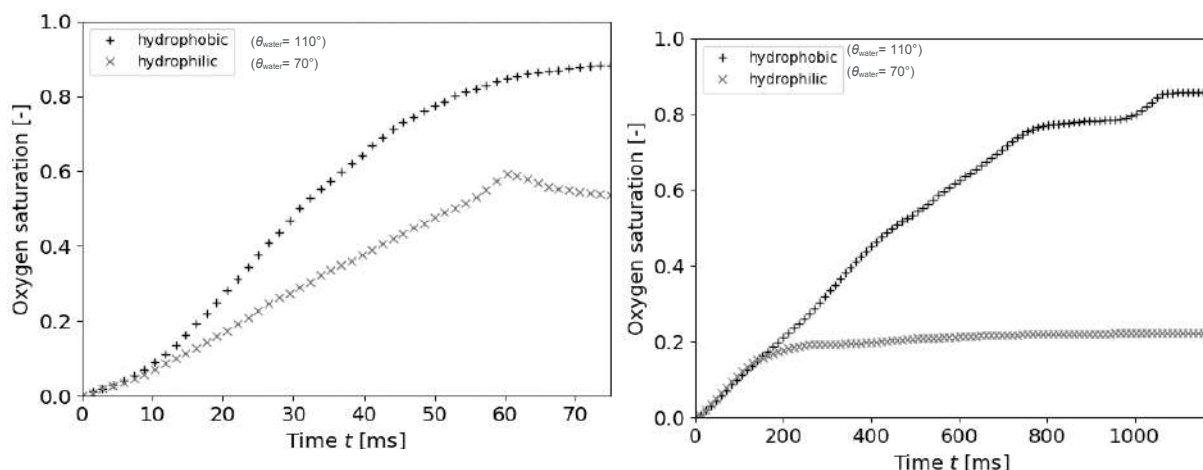 1.0
hydrophobic (θwater= 110°)
hydrophilic (θwater= 70°)
0.8
0.6
0.4
0.2
0.0
Oxygen saturation [-]
0 10 20 30 40 50 60 70
Time t [ms]
1.0
hydrophobic (θwater= 110°)
hydrophilic (θwater= 70°)
0.8
0.6
0.4
0.2
0.0
Oxygen saturation [-]
0 200 400 600 800 1000
Time t [ms]